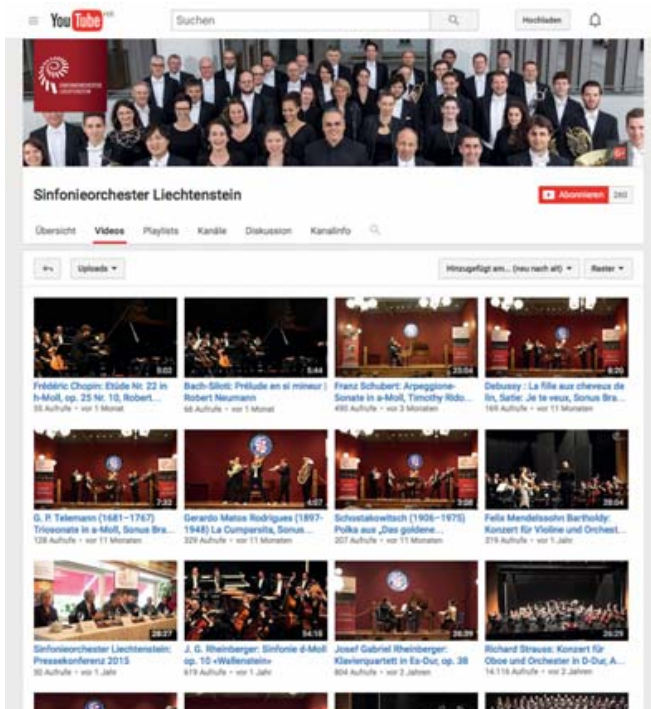 YouTube
Suchen
Hochladen
SINFONIEORCHESTER
LIECHTENSTEIN
G+
Sinfonieorchester Liechtenstein
Abonnieren 260
Übersicht Videos Playlists Kanäle Diskussion Kanalinfo
Uploads Hinzugefügt am... (neu nach alt) Raster
5:02 5:44 25:04 8:20
Frédéric Chopin: Etüde Nr. 22 in Bach-Siloti: Prélude en si mineur | Franz Schubert: Arpeggione- Debussy : La fille aux cheveux de
h-Moll, op. 25 Nr. 10, Robert... Robert Neumann Sonate in a-Moll, Timothy Rido... lin, Satie: Je te veux, Sonus Bra...
55 Aufrufe • vor 1 Monat 66 Aufrufe • vor 1 Monat 490 Aufrufe • vor 3 Monaten 169 Aufrufe • vor 11 Monaten
7:32 4:07 3:08 39:04
G. P. Telemann (1681–1767) Gerardo Matos Rodrigues (1897- Schostakowitsch (1906–1975) Felix Mendelssohn Bartholdy:
Triosonate in a-Moll, Sonus Bra... 1948) La Cumparsita, Sonus... Polka aus „Das goldene... Konzert für Violine und Orchest...
128 Aufrufe • vor 11 Monaten 329 Aufrufe • vor 11 Monaten 207 Aufrufe • vor 11 Monaten 219 Aufrufe • vor 1 Jahr
28:27 54:18 26:39 26:29
Sinfonieorchester Liechtenstein: J. G. Rheinberger: Sinfonie d-Moll Josef Gabriel Rheinberger: Richard Strauss: Konzert für
Pressekonferenz 2015 op. 10 «Wallenstein» Klavierquartett in Es-Dur, op. 38 Oboe und Orchester in D-Dur, A...
50 Aufrufe • vor 1 Jahr 619 Aufrufe • vor 1 Jahr 804 Aufrufe • vor 2 Jahren 14.116 Aufrufe • vor 2 Jahren